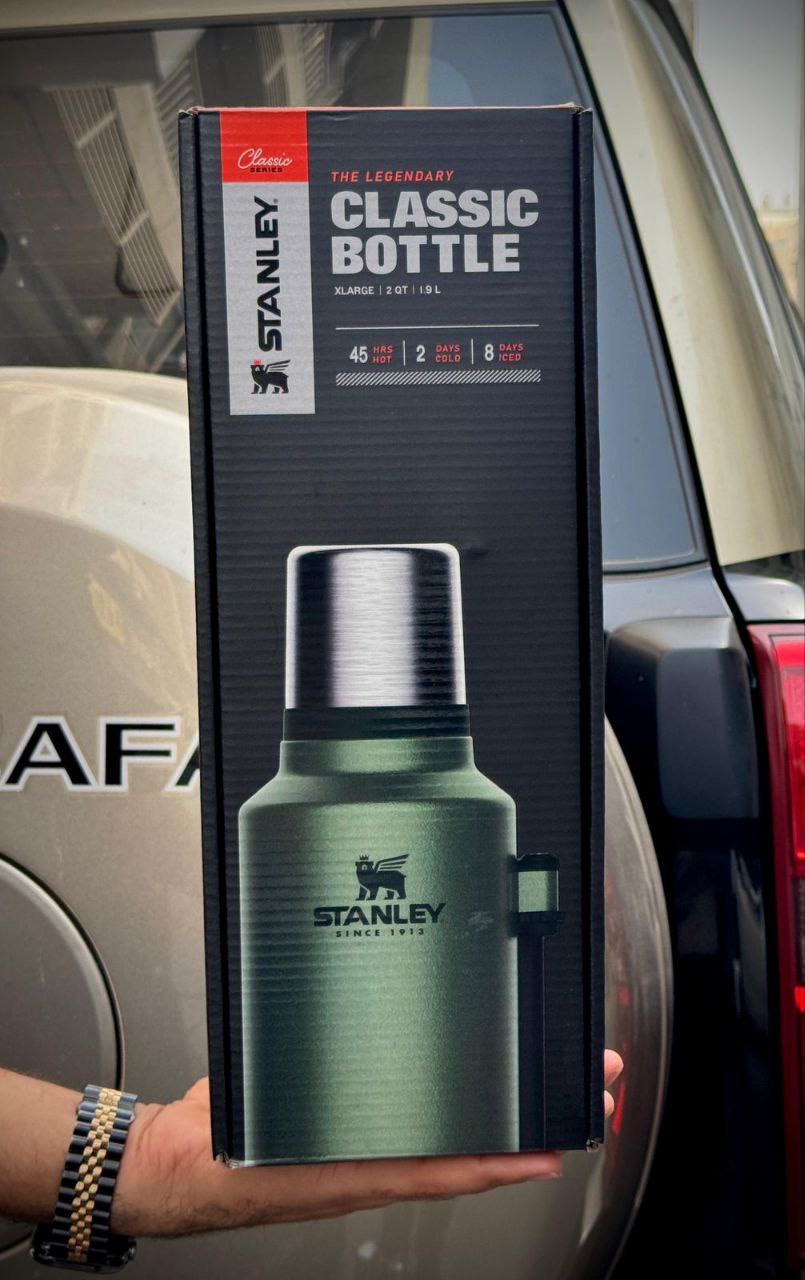 Classic
SERIES
STANLEY
THE LEGENDARY
CLASSIC
BOTTLE
XLARGE | 2 QT | 1.9 L
45 HRS HOT | 2 DAYS COLD | 8 DAYS ICED
AFA
STANLEY
SINCE 1913